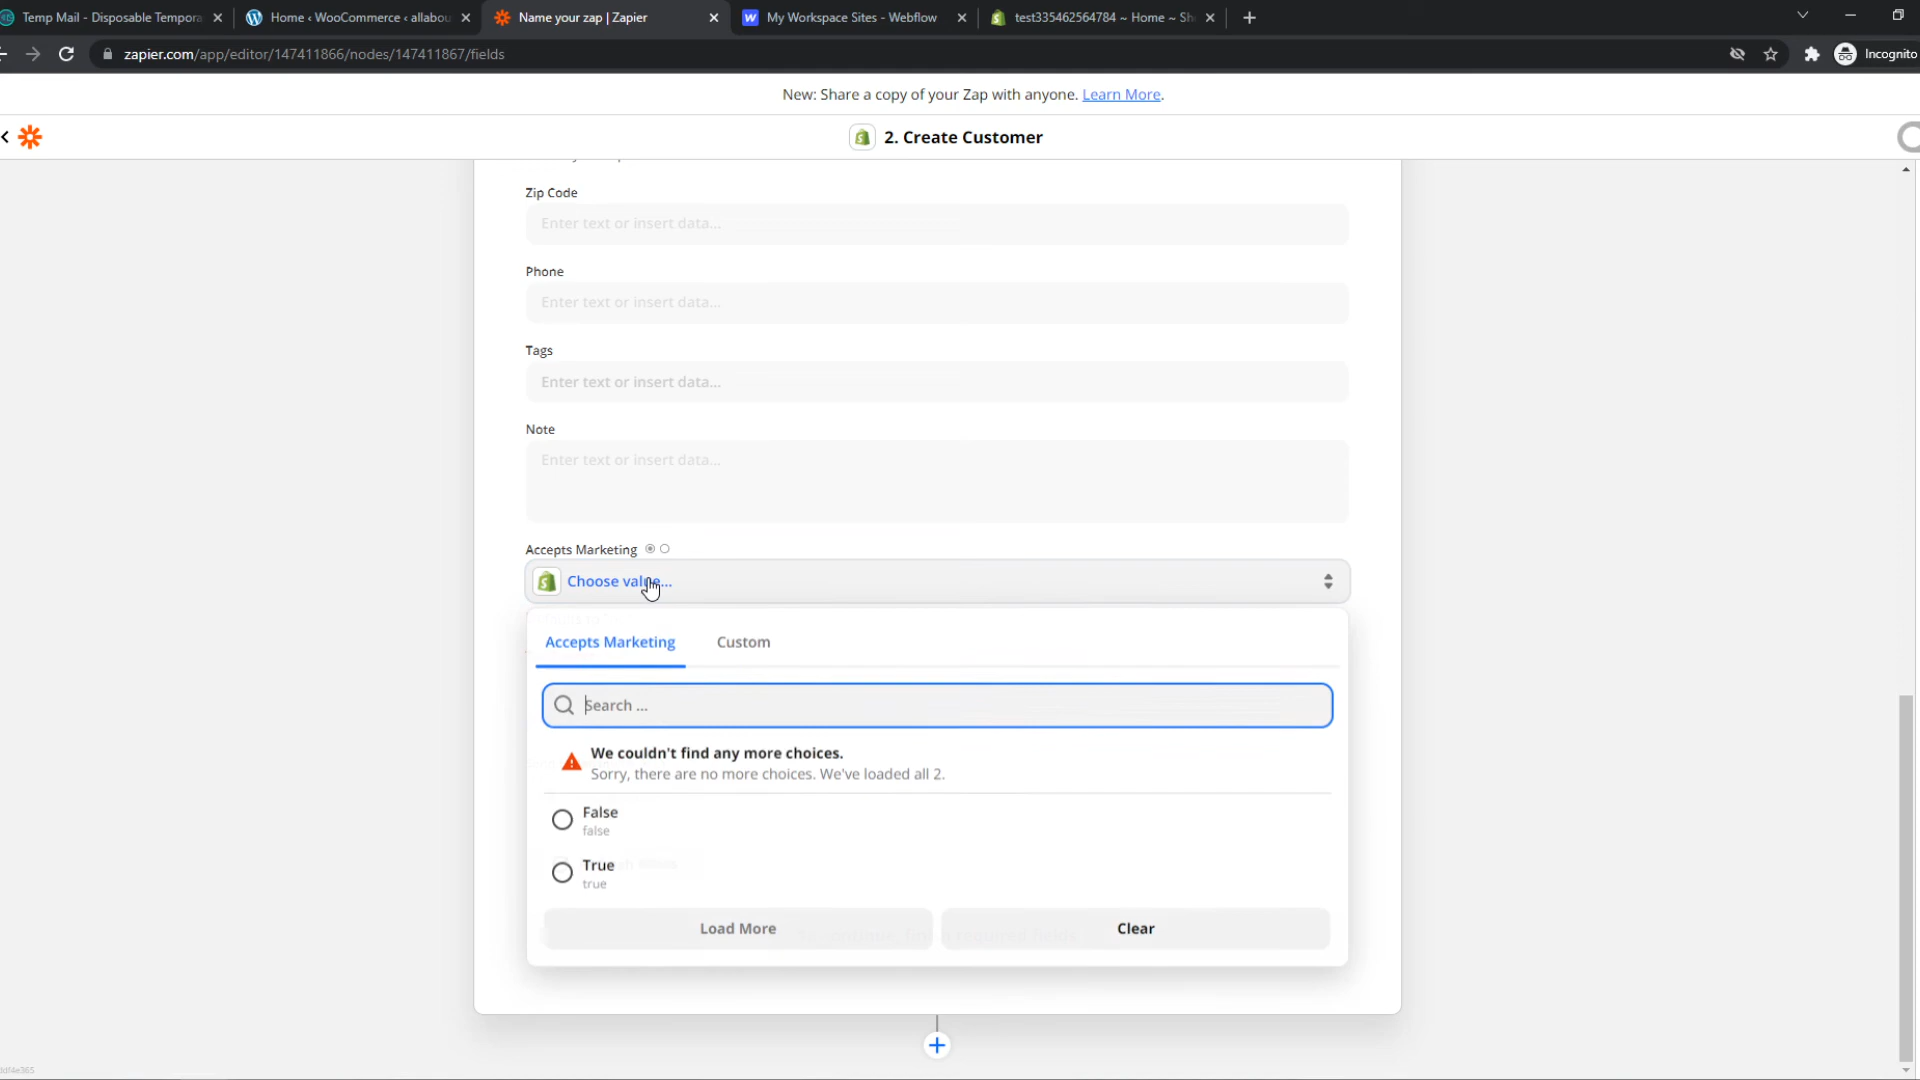 Temp Mail - Disposable Tempora
Home ‹ WooCommerce ‹ allabou
Name your zap | Zapier
My Workspace Sites - Webflow
test335462564784 ~ Home ~ Sh
zapier.com/app/editor/147411866/nodes/147411867/fields
Incognito
New: Share a copy of your Zap with anyone. Learn More.
2. Create Customer
Zip Code
Enter text or insert data...
Phone
Enter text or insert data...
Tags
Enter text or insert data...
Note
Enter text or insert data...
Accepts Marketing
Choose value...
Accepts Marketing
Custom
Search ...
We couldn't find any more choices.
Sorry, there are no more choices. We've loaded all 2.
False
false
True
true
Load More
Clear